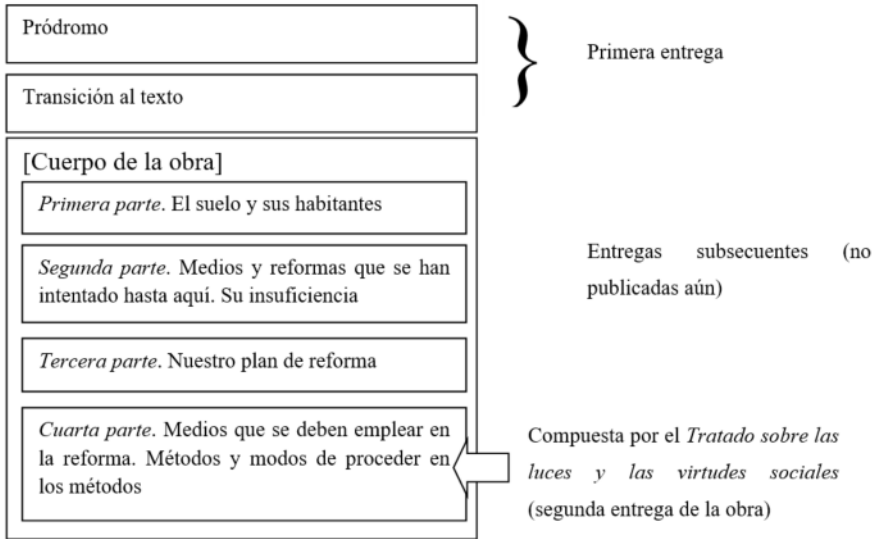 Pródromo
Primera entrega
Transición al texto
[Cuerpo de la obra]
Primera parte. El suelo y sus habitantes
Segunda parte. Medios y reformas que se han
intentado hasta aquí. Su insuficiencia
Entregas subsecuentes (no
publicadas aún)
Tercera parte. Nuestro plan de reforma
Cuarta parte. Medios que se deben emplear en
la reforma. Métodos y modos de proceder en
los métodos
Compuesta por el Tratado sobre las
luces y las virtudes sociales
(segunda entrega de la obra)